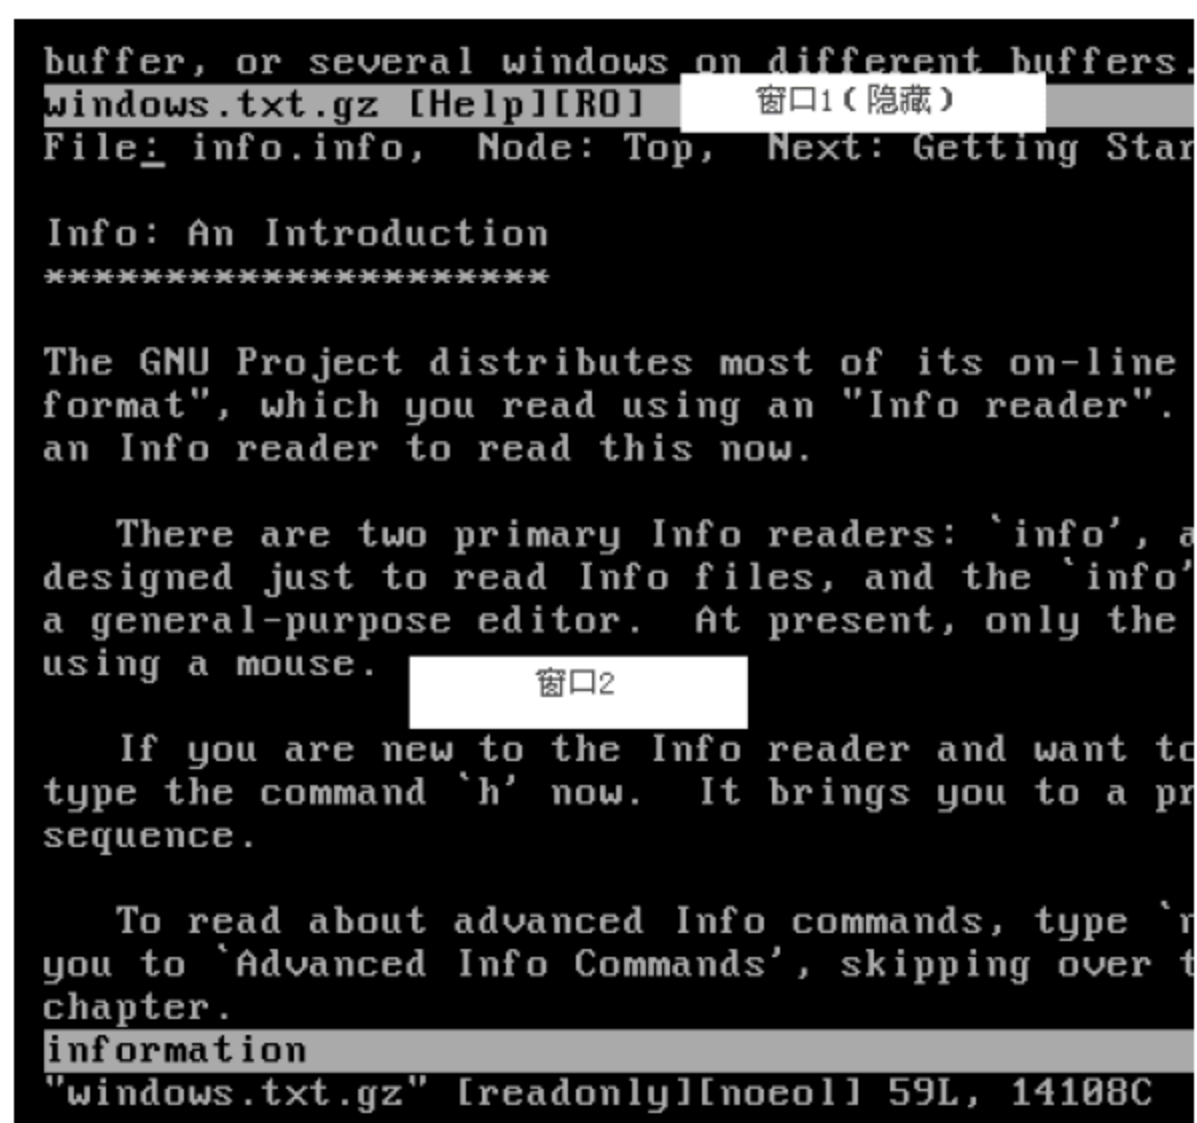 buffer, or several windows on different buffers.
windows.txt.gz [Help][RO] 窗口1（隐藏）
File: info.info, Node: Top, Next: Getting Star
Info: An Introduction
*********************
The GNU Project distributes most of its on-line
format", which you read using an "Info reader".
an Info reader to read this now.
There are two primary Info readers: `info', a
designed just to read Info files, and the `info'
a general-purpose editor. At present, only the
using a mouse.
窗口2
If you are new to the Info reader and want to
type the command `h' now. It brings you to a pr
sequence.
To read about advanced Info commands, type `n
you to `Advanced Info Commands', skipping over t
chapter.
information
"windows.txt.gz" [readonly][noeol] 59L, 14108C